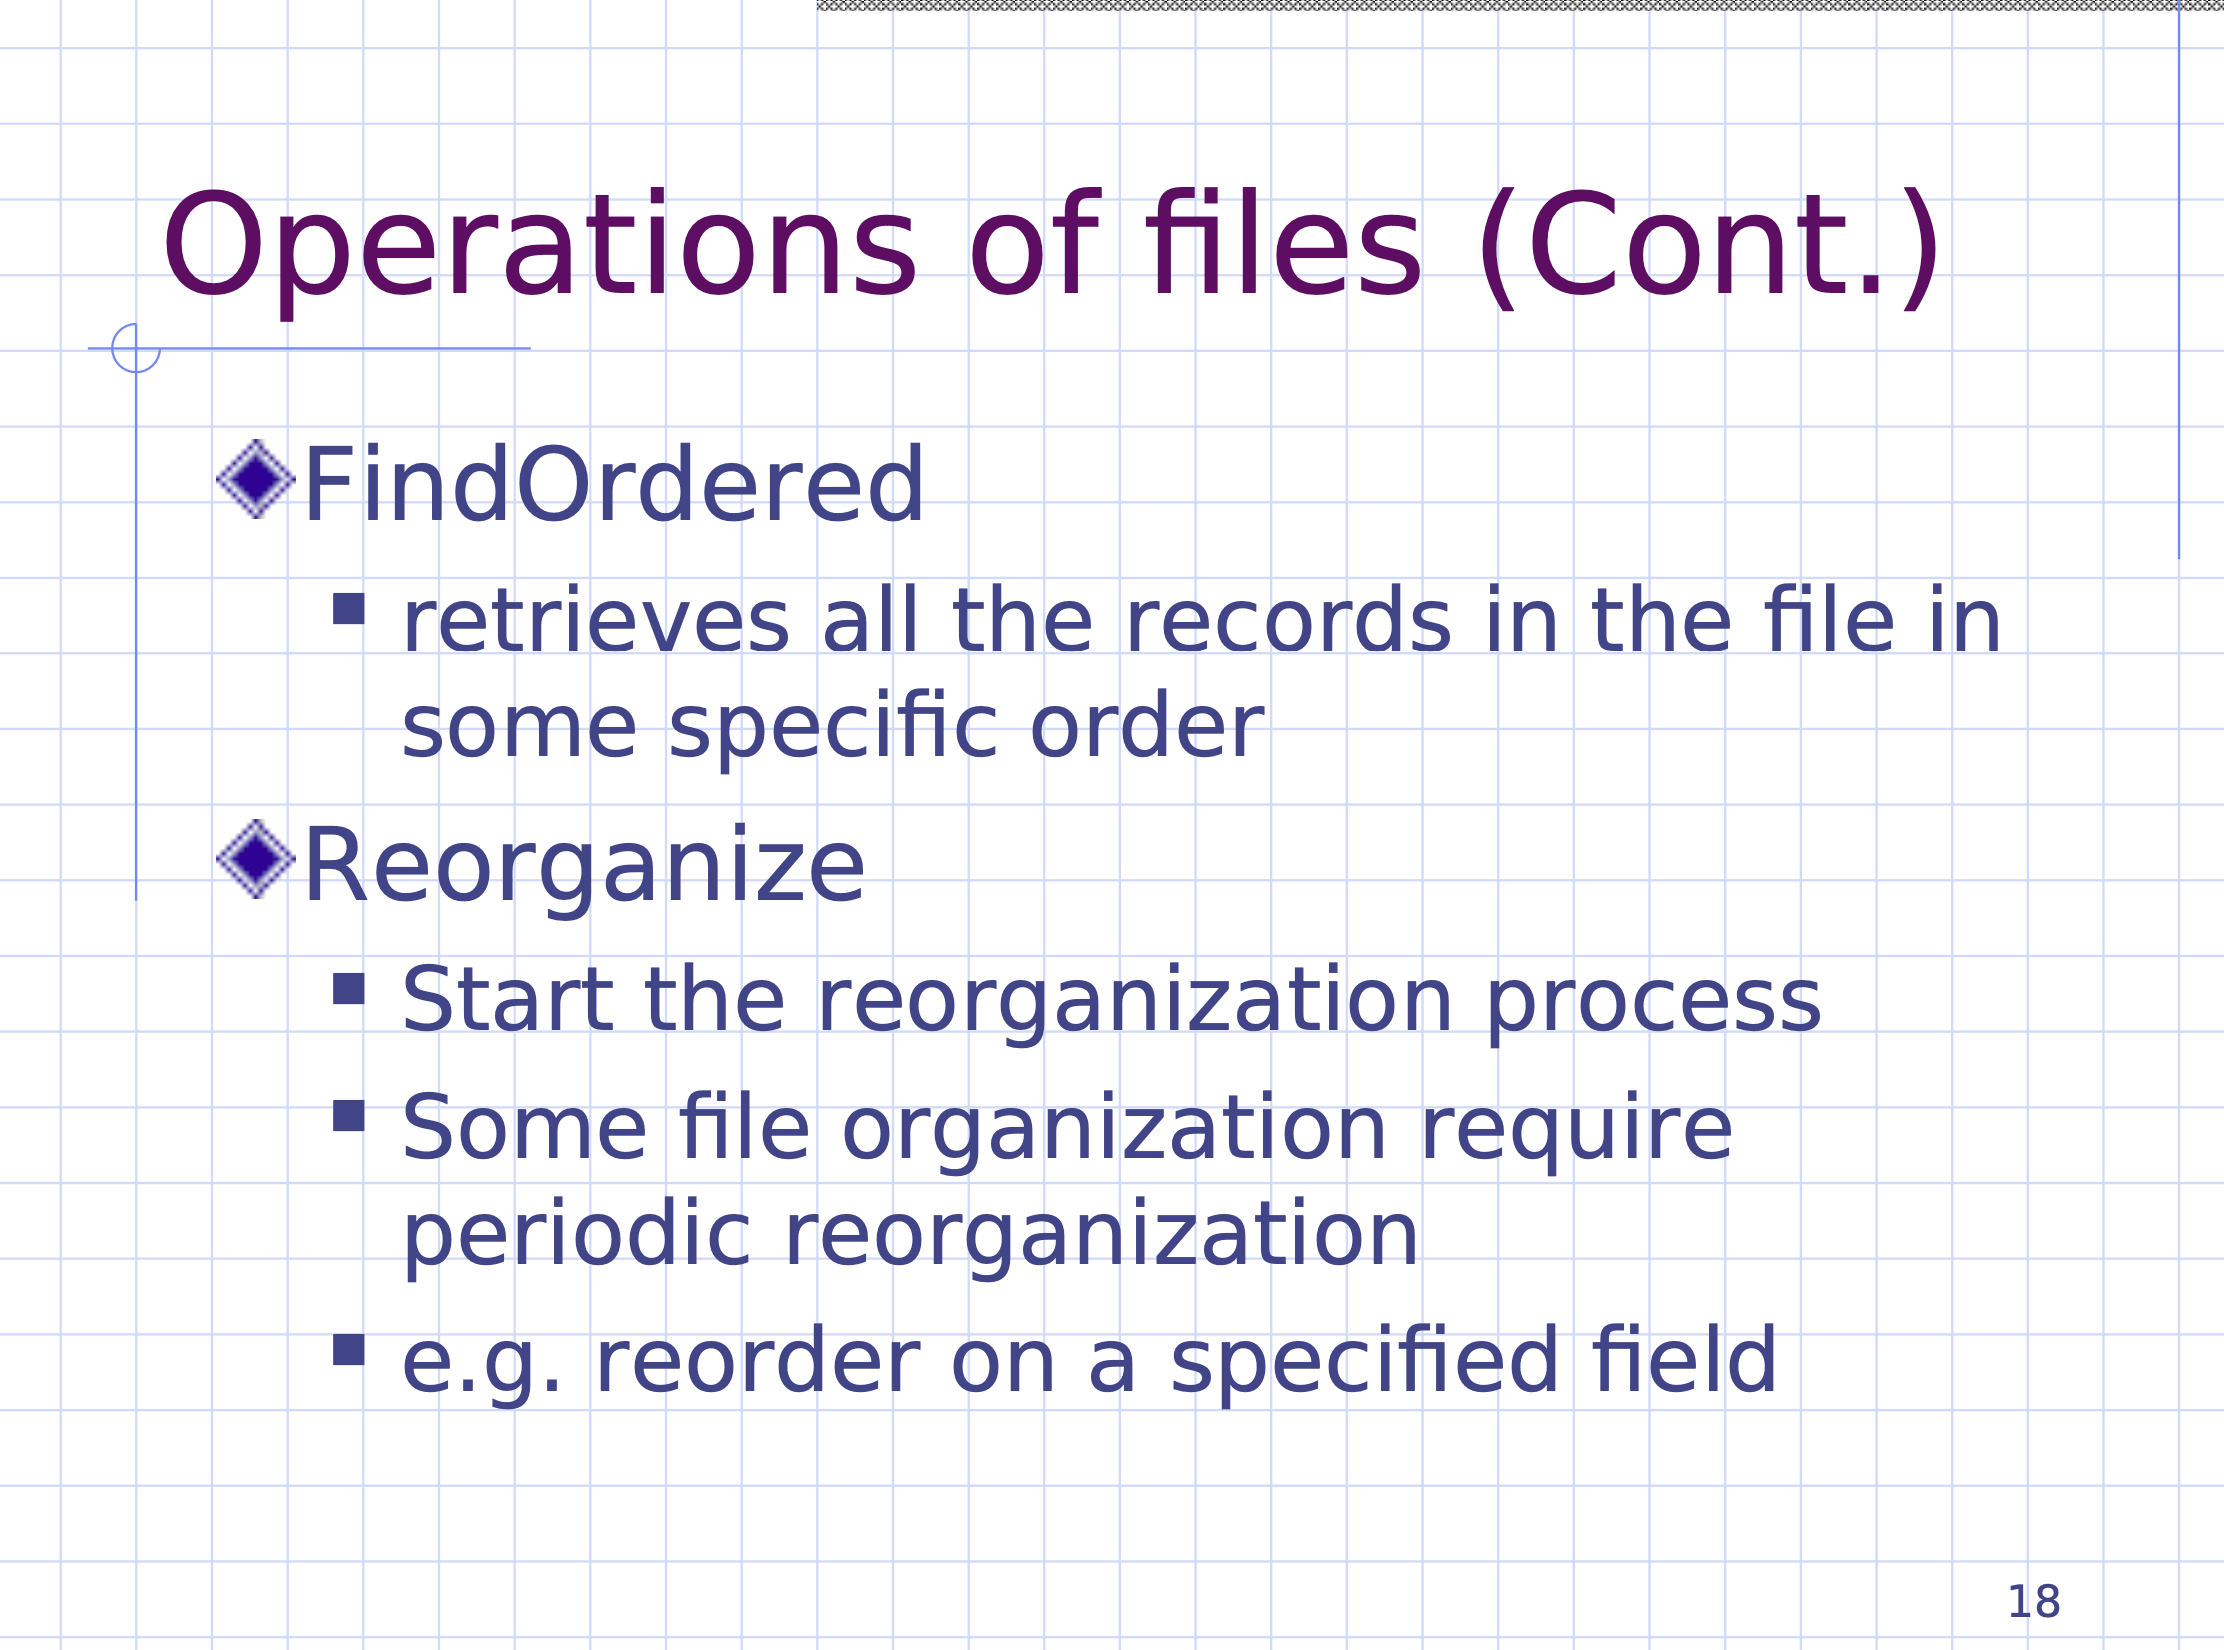 Operations of files (Cont.)
FindOrdered
retrieves all the records in the file in
some specific order
Reorganize
Start the reorganization process
Some file organization require
periodic reorganization
e.g. reorder on a specified field
18